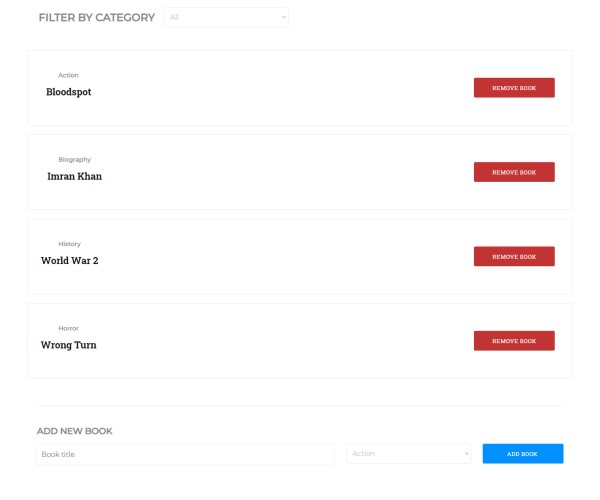 FILTER BY CATEGORY All
Action
Bloodspot
REMOVE BOOK
Biography
Imran Khan
REMOVE BOOK
History
World War 2
REMOVE BOOK
Horror
Wrong Turn
REMOVE BOOK
ADD NEW BOOK
Book title Action ADD BOOK